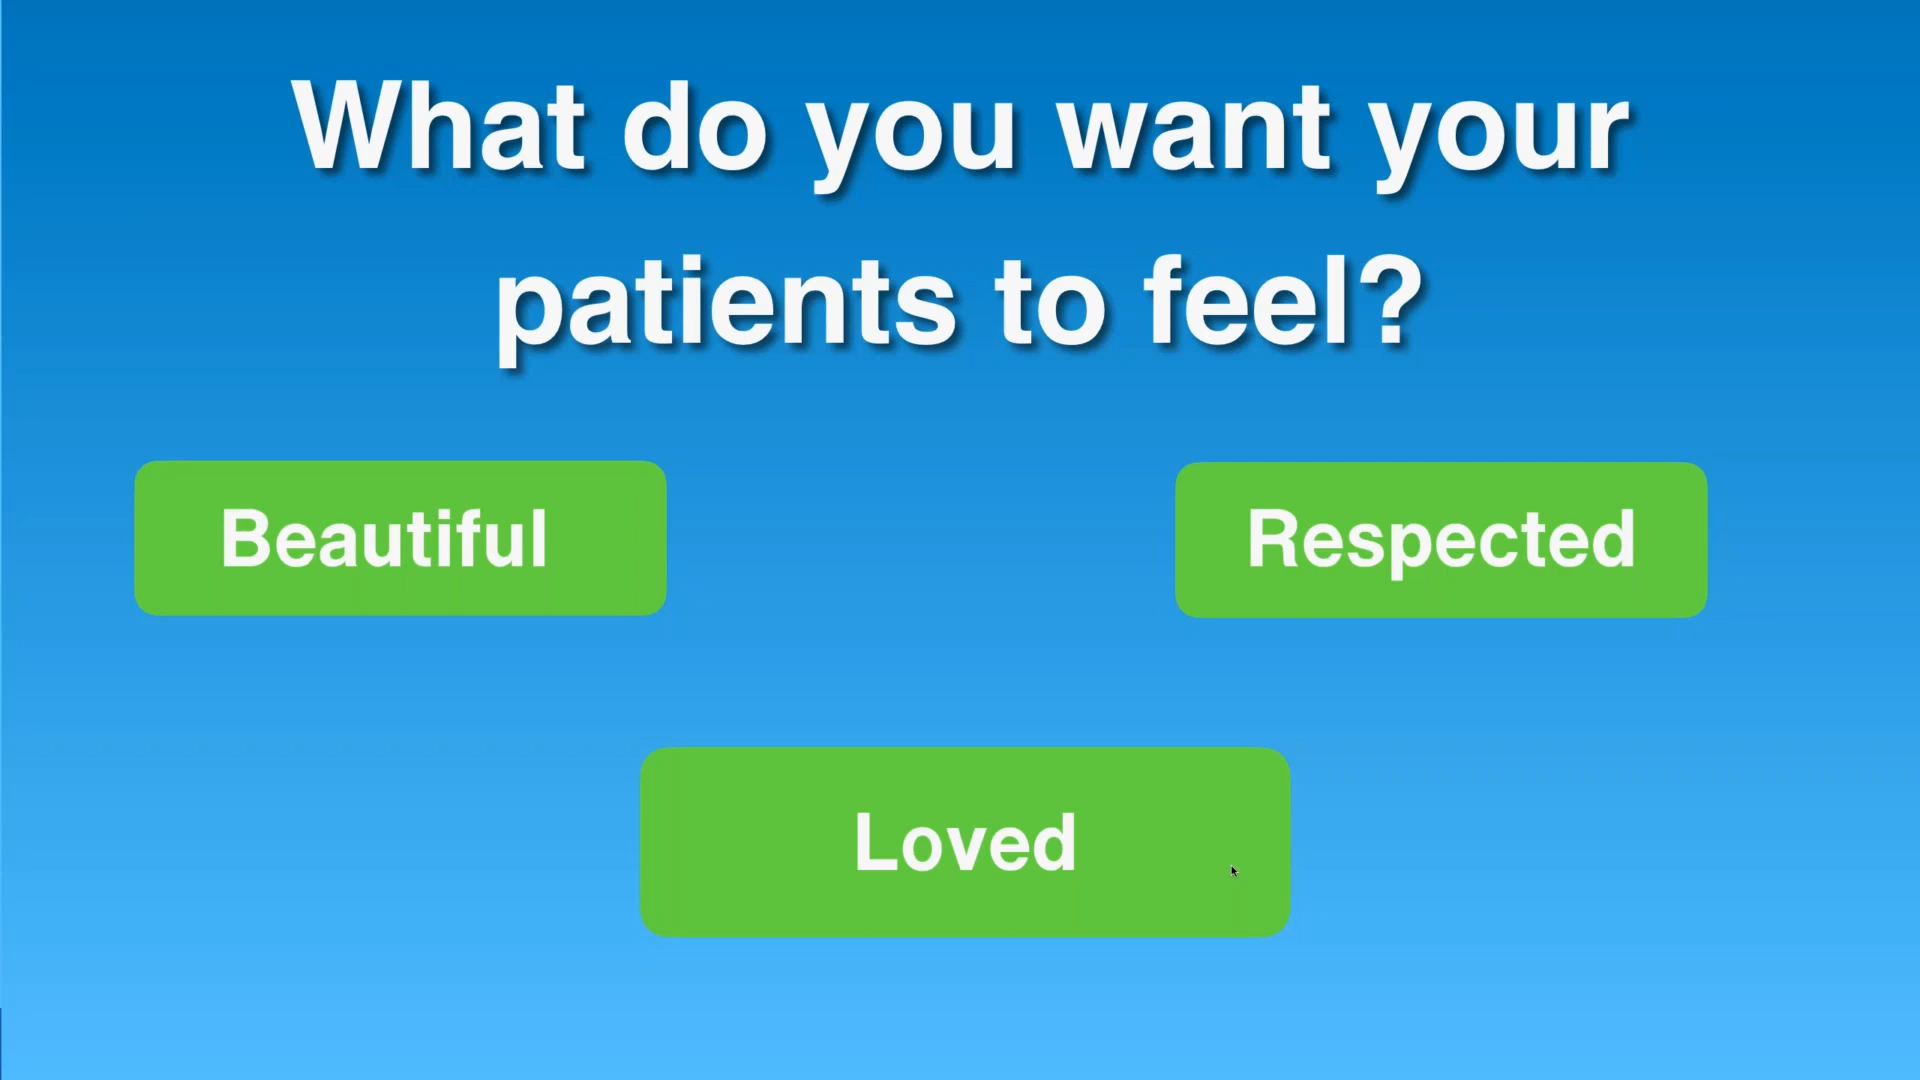 What do you want your
patients to feel?
Beautiful
Respected
Loved